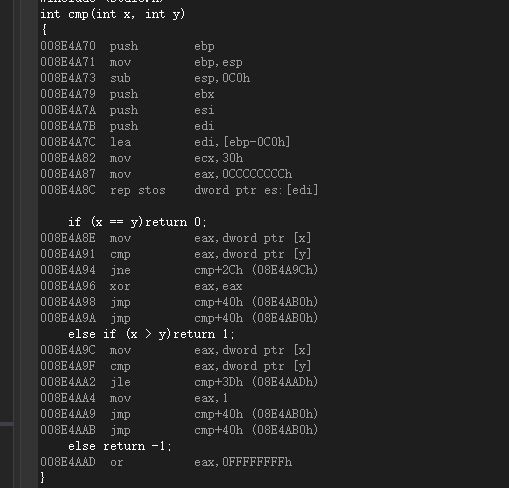 int cmp(int x, int y)
{
008E4A70 push ebp
008E4A71 mov ebp,esp
008E4A73 sub esp,0C0h
008E4A79 push ebx
008E4A7A push esi
008E4A7B push edi
008E4A7C lea edi,[ebp-0C0h]
008E4A82 mov ecx,30h
008E4A87 mov eax,0CCCCCCCCh
008E4A8C rep stos dword ptr es:[edi]
if (x == y)return 0;
008E4A8E mov eax,dword ptr [x]
008E4A91 cmp eax,dword ptr [y]
008E4A94 jne cmp+2Ch (08E4A9Ch)
008E4A96 xor eax,eax
008E4A98 jmp cmp+40h (08E4AB0h)
008E4A9A jmp cmp+40h (08E4AB0h)
else if (x > y)return 1;
008E4A9C mov eax,dword ptr [x]
008E4A9F cmp eax,dword ptr [y]
008E4AA2 jle cmp+3Dh (08E4AADh)
008E4AA4 mov eax,1
008E4AA9 jmp cmp+40h (08E4AB0h)
008E4AAB jmp cmp+40h (08E4AB0h)
else return -1;
008E4AAD or eax,0FFFFFFFFh
}